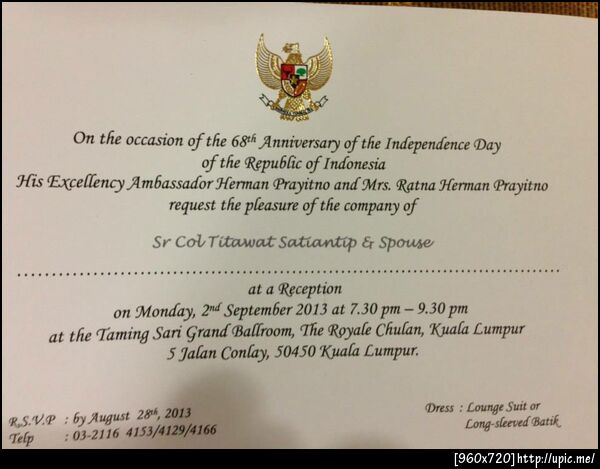 On the occasion of the 68th Anniversary of the Independence Day
of the Republic of Indonesia
His Excellency Ambassador Herman Prayitno and Mrs. Ratna Herman Prayitno
request the pleasure of the company of
Sr Col Titawat Satiantip & Spouse
at a Reception
on Monday, 2nd September 2013 at 7.30 pm – 9.30 pm
at the Taming Sari Grand Ballroom, The Royale Chulan, Kuala Lumpur
5 Jalan Conlay, 50450 Kuala Lumpur.
R.S.V.P : by August 28th, 2013
Telp : 03-2116 4153/4129/4166
Dress : Lounge Suit or
Long-sleeved Batik
[960x720]http://upic.me/